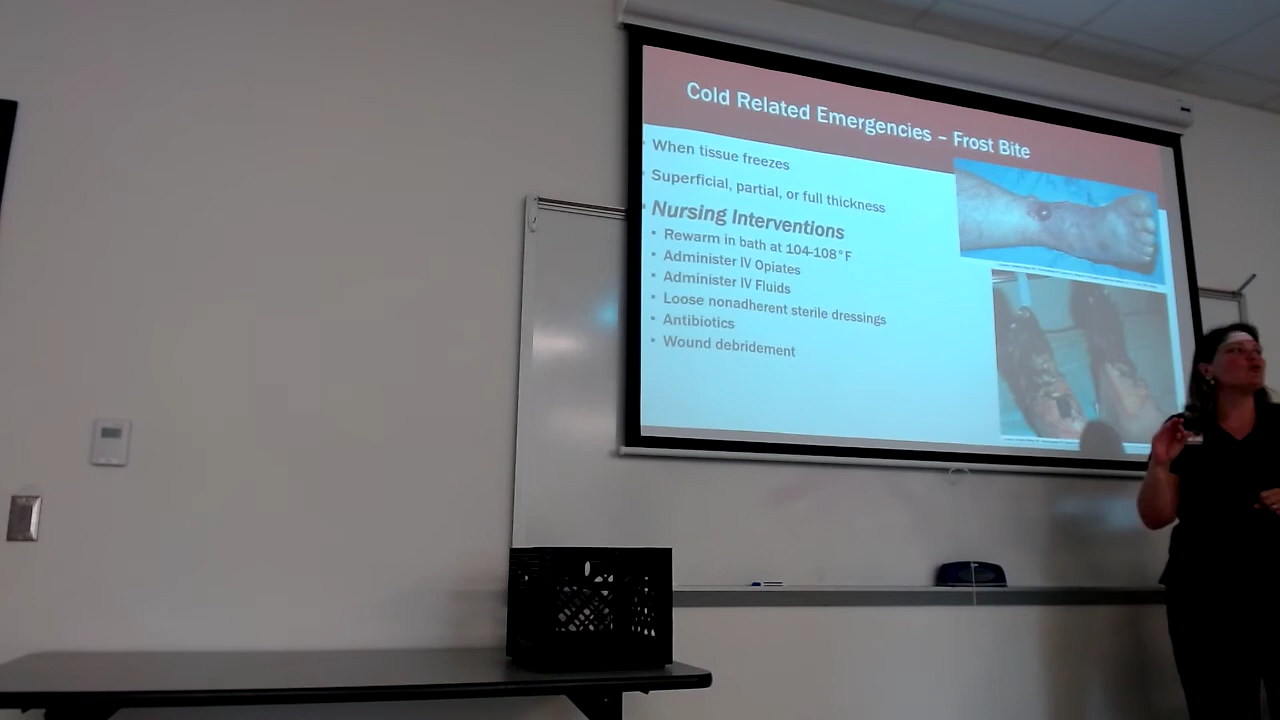 Cold Related Emergencies – Frost Bite
When tissue freezes
Superficial, partial, or full thickness
Nursing Interventions
Rewarm in bath at 104-108°F
Administer IV Opiates
Administer IV Fluids
Loose nonadherent sterile dressings
Antibiotics
Wound debridement